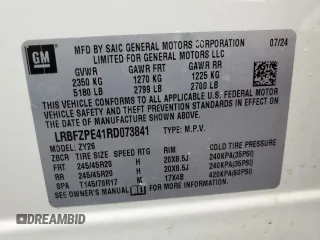 GM
MFD BY SAIC GENERAL MOTORS CORPORATION 07/24
LIMITED FOR GENERAL MOTORS LLC
GVWR GAWR FRT GAWR RR
2350 KG 1270 KG 1225 KG
5180 LB 2799 LB 2700 LB
THIS VEHICLE CONFORMS TO ALL APPLICABLE U.S. FEDERAL MOTOR
VEHICLE SAFETY, BUMPER, AND THEFT PREVENTION STANDARDS
IN EFFECT ON THE DATE OF MANUFACTURE SHOWN ABOVE.
LRBFZPE41RD073841 TYPE: M.P.V.
MODEL: ZY26
ZBCR TIRE SIZE SPEED RTG RIM COLD TIRE PRESSURE
FRT 245/45R20 H 20X8.5J 240KPA(35PSI)
RR 245/45R20 H 20X8.5J 240KPA(35PSI)
SPA T145/70R17 M 17X4B 420KPA(60PSI)
DREAMBID